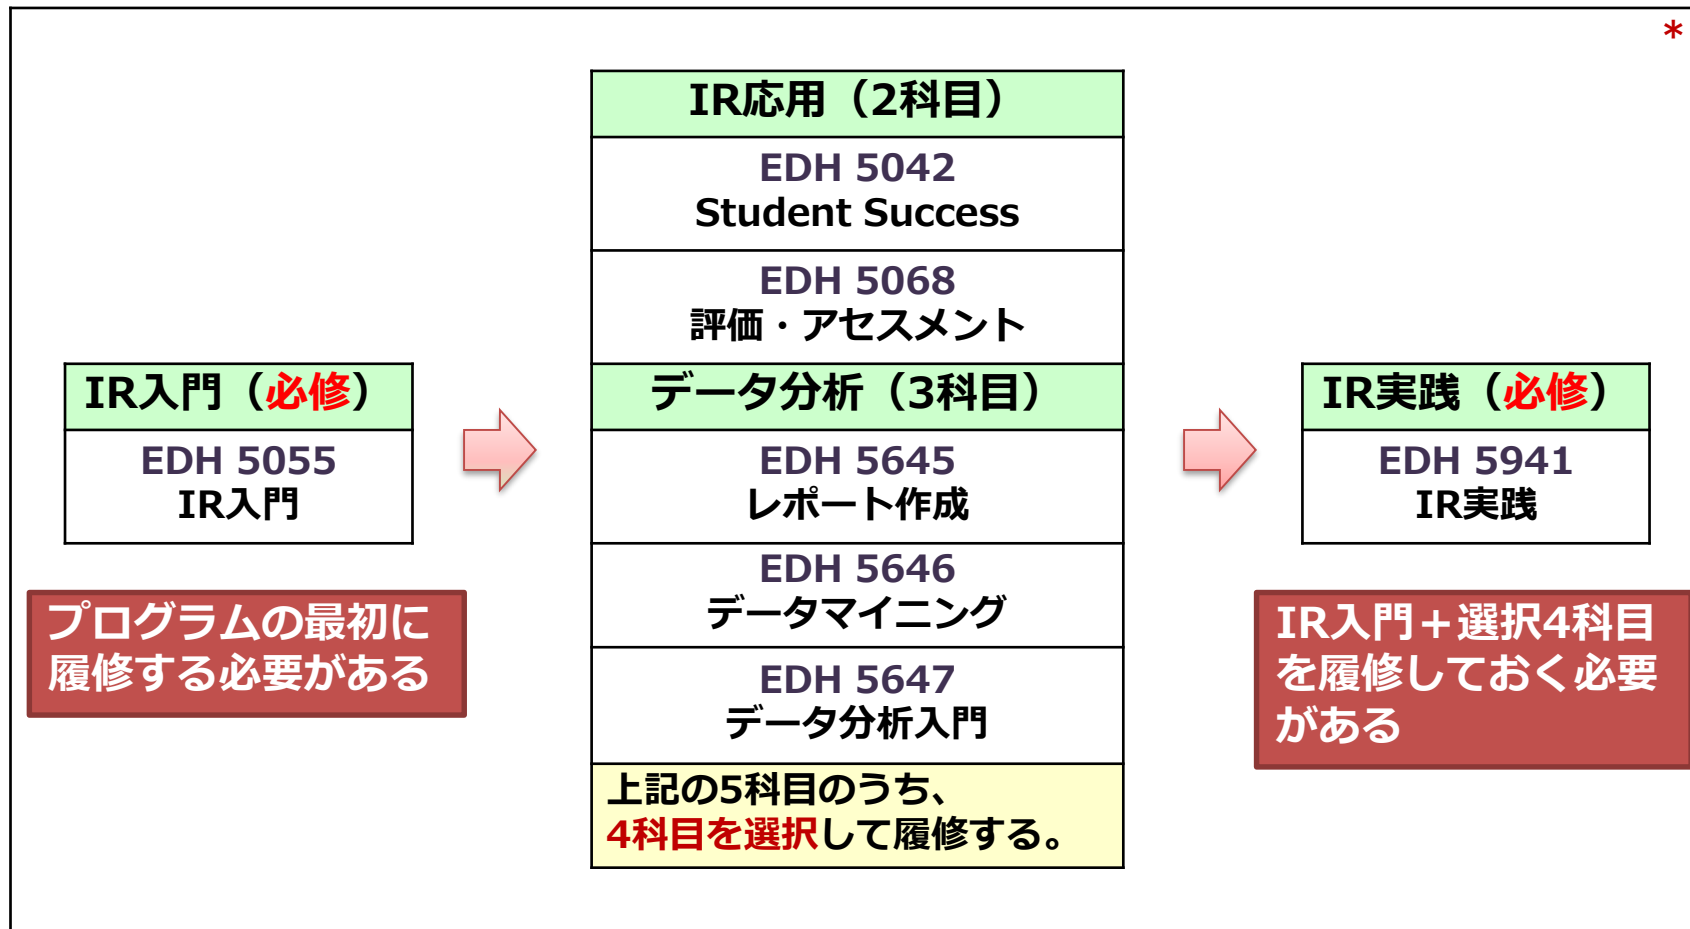 *
IR応用（2科目）
EDH 5042
Student Success
EDH 5068
評価・アセスメント
データ分析（3科目）
EDH 5645
レポート作成
EDH 5646
データマイニング
EDH 5647
データ分析入門
上記の5科目のうち、
4科目を選択して履修する。
IR入門（必修）
EDH 5055
IR入門
プログラムの最初に
履修する必要がある
IR実践（必修）
EDH 5941
IR実践
IR入門＋選択4科目
を履修しておく必要
がある